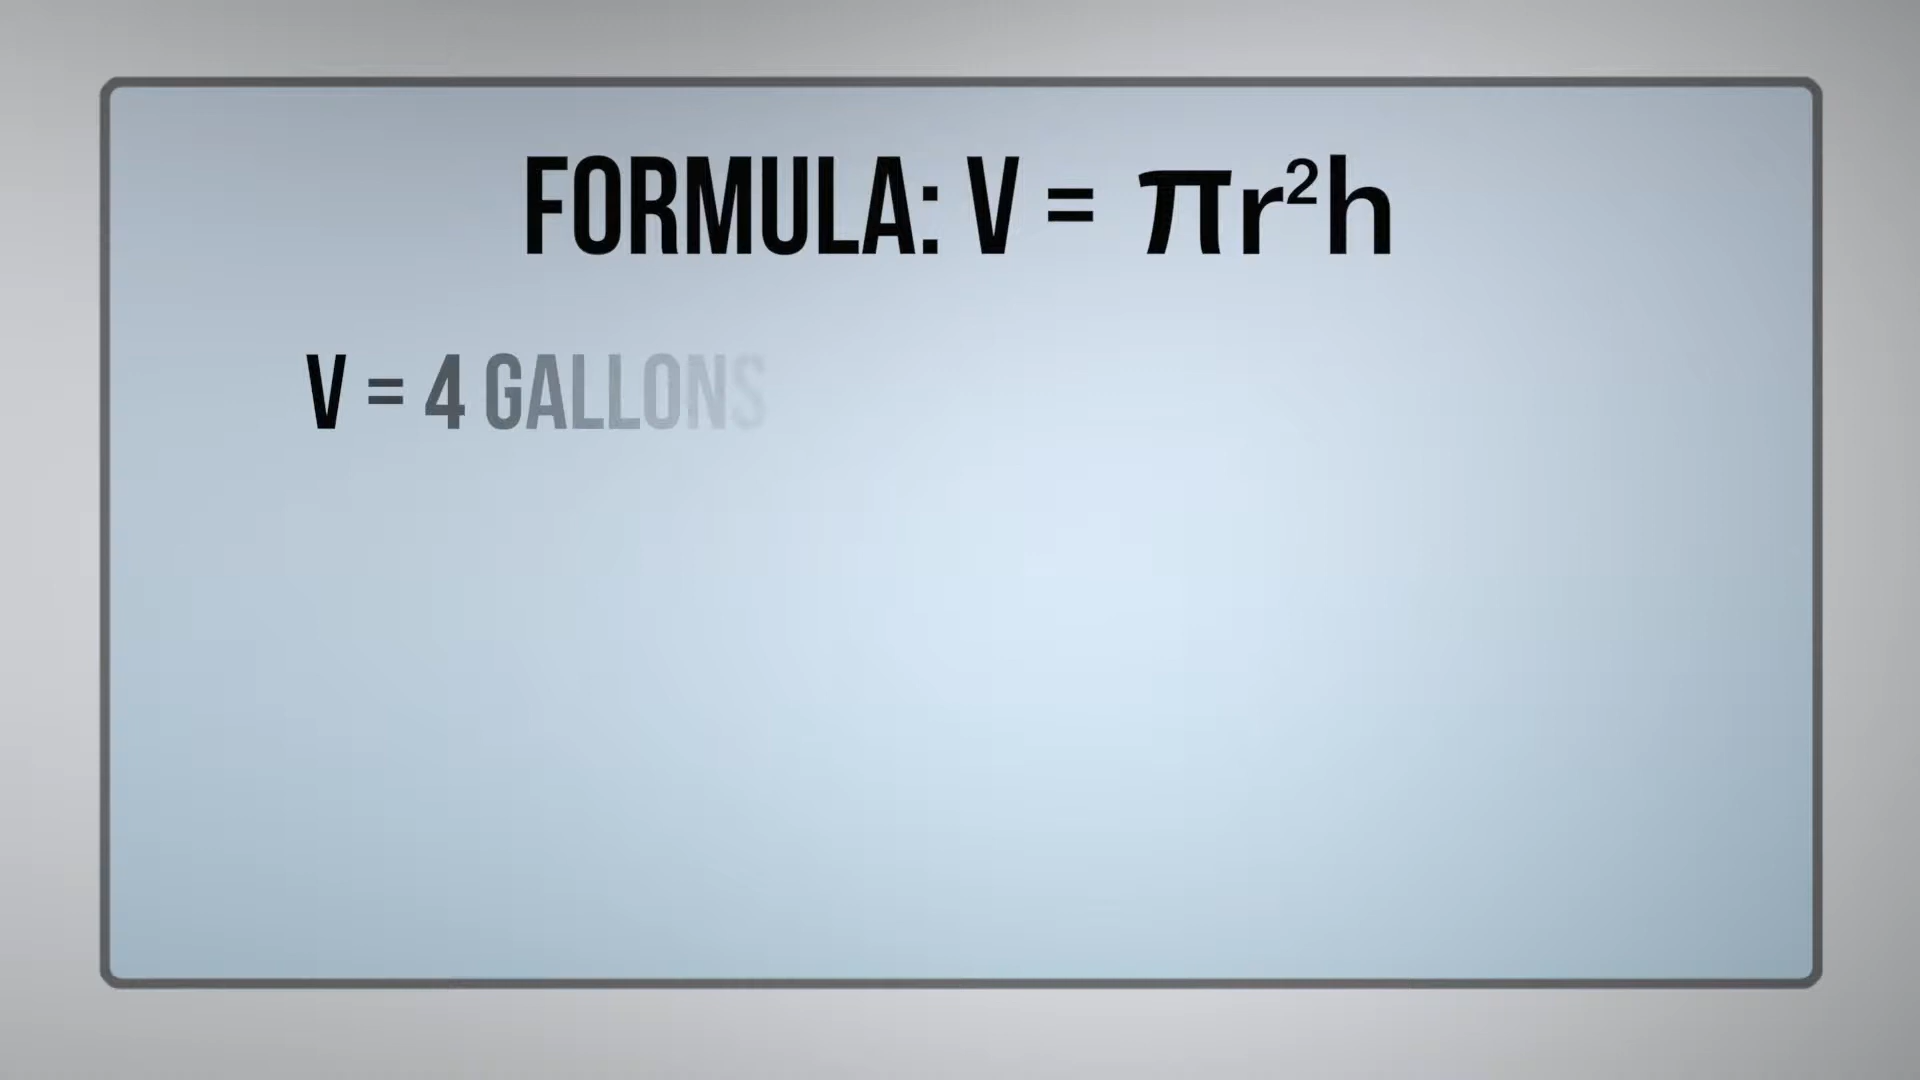 FORMULA: V = πr²h
V = 4 GALLONS